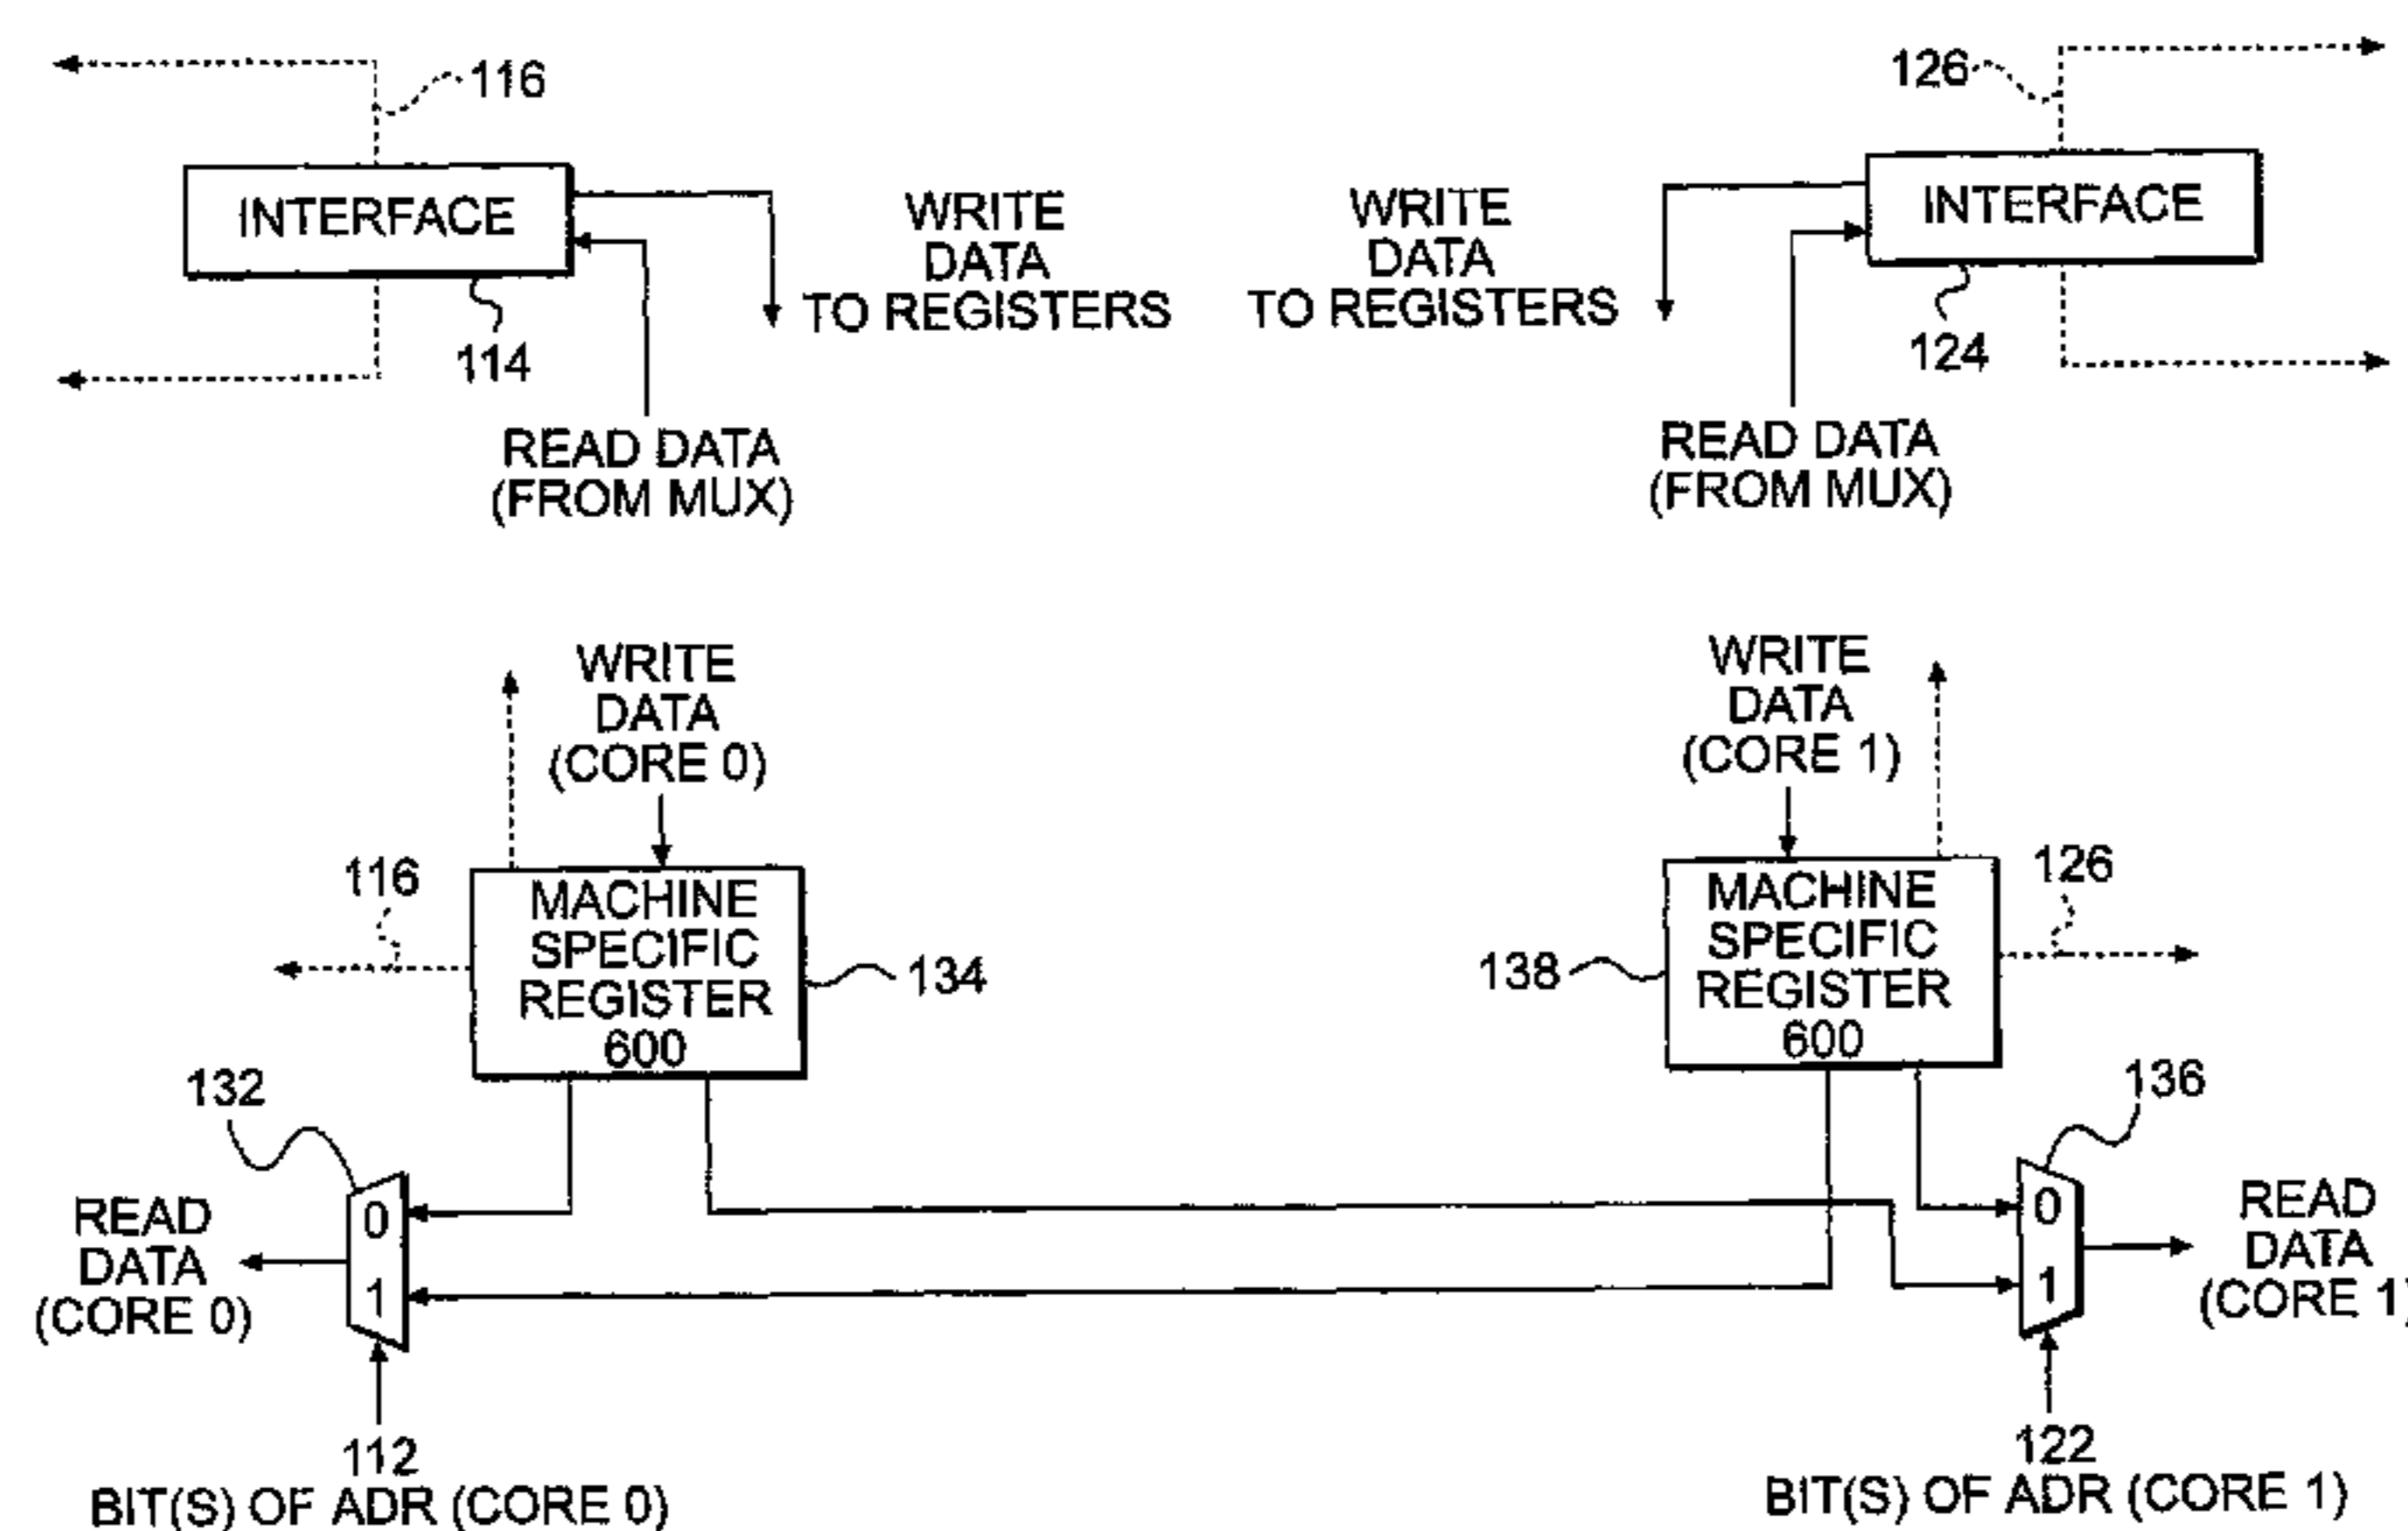 116
126
INTERFACE
WRITE
DATA
TO REGISTERS
WRITE
DATA
TO REGISTERS
INTERFACE
114
124
READ DATA
(FROM MUX)
READ DATA
(FROM MUX)
WRITE
DATA
(CORE 0)
WRITE
DATA
(CORE 1)
116
MACHINE
SPECIFIC
REGISTER
600
134
138
MACHINE
SPECIFIC
REGISTER
600
126
132
136
READ
DATA
(CORE 0)
0
1
0
1
READ
DATA
(CORE 1)
112
BIT(S) OF ADR (CORE 0)
122
BIT(S) OF ADR (CORE 1)